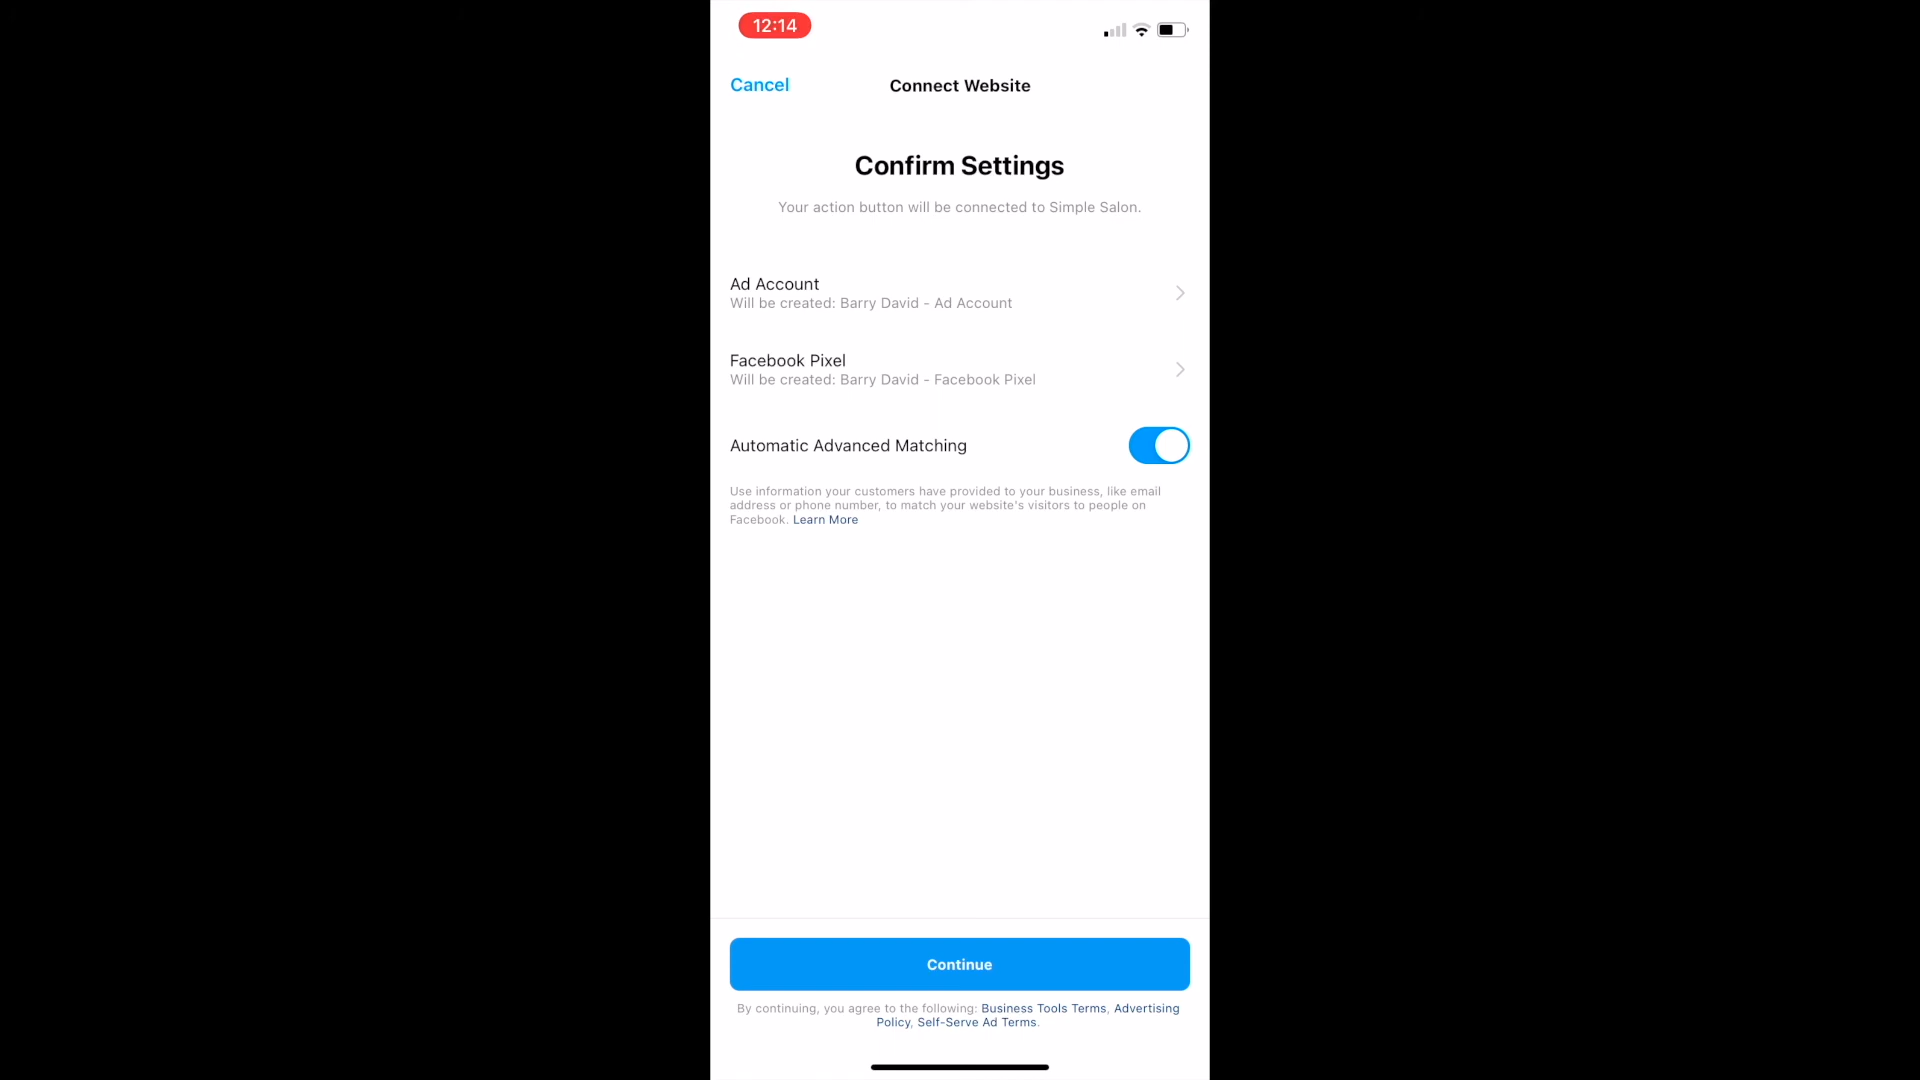 12:14
Cancel
Connect Website
Confirm Settings
Your action button will be connected to Simple Salon.
Ad Account
Will be created: Barry David - Ad Account
Facebook Pixel
Will be created: Barry David - Facebook Pixel
Automatic Advanced Matching
Use information your customers have provided to your business, like email
address or phone number, to match your website's visitors to people on
Facebook. Learn More
Continue
By continuing, you agree to the following: Business Tools Terms, Advertising
Policy, Self-Serve Ad Terms.